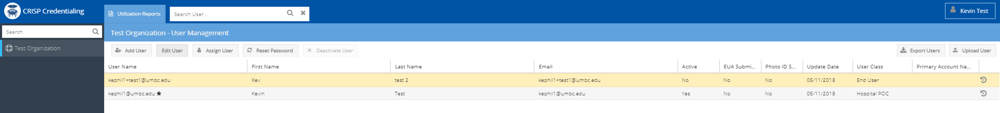 CRISP Credentialing
Utilization Reports
Search User...
Kevin Test
Search
Test Organization
Test Organization - User Management
Add User Edit User Assign User Reset Password Deactivate User Export Users Upload User
User Name First Name Last Name Email Active EUA Submi... Photo ID S... Update Date User Class Primary Account Na...
kephil1+test1@umbc.edu Kev test 2 kephil1+test1@umbc.edu No No No 05/11/2018 End User
kephil1@umbc.edu Kevin Test kephil1@umbc.edu Yes No No 05/11/2018 Hospital POC